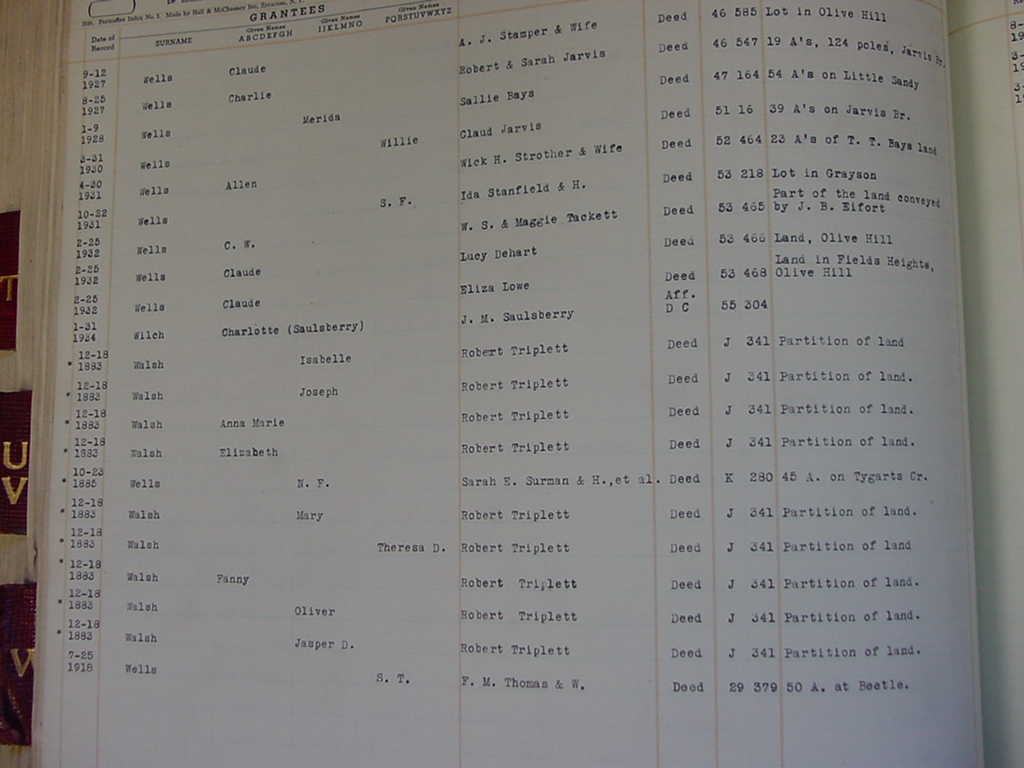 GRANTEES
Date of Record SURNAME Given Names ABCDEFGH Given Names IJKLMNO Given Names PQRSTUVWXYZ
9-12 1927 Wells Claude A. J. Stamper & Wife Deed 46 585 Lot in Olive Hill
8-25 1927 Wells Charlie Robert & Sarah Jarvis Deed 46 547 19 A's, 124 poles, Jarvis Br.
1-9 1928 Wells Merida Sallie Bays Deed 47 164 54 A's on Little Sandy
3-31 1930 Wells Willie Claud Jarvis Deed 51 16 39 A's on Jarvis Br.
4-30 1931 Wells Allen Wick H. Strother & Wife Deed 52 464 23 A's of T. T. Bays land
10-22 1931 Wells S. F. Ida Stanfield & H. Deed 53 218 Lot in Grayson
2-25 1932 Wells C. W. W. S. & Maggie Tackett Deed 53 465 Part of the land conveyed
by J. B. Elfort
2-25 1932 Wells Claude Lucy Dehart Deed 53 466 Land, Olive Hill
2-25 1932 Wells Claude Eliza Lowe Deed 53 468 Land in Fields Heights,
Olive Hill
1-31 1934 Wilch Charlotte (Saulsberry) J. M. Saulsberry Aff. D C 55 304
* 12-18 1883 Walsh Isabelle Robert Triplett Deed J 341 Partition of land
* 12-18 1883 Walsh Joseph Robert Triplett Deed J 341 Partition of land.
* 12-18 1883 Walsh Anna Marie Robert Triplett Deed J 341 Partition of land.
* 12-18 1883 Walsh Elizabeth Robert Triplett Deed J 341 Partition of land.
* 10-23 1885 Wells N. F. Sarah E. Surman & H.,et al. Deed K 280 45 A. on Tygarts Cr.
* 12-18 1883 Walsh Mary Robert Triplett Deed J 341 Partition of land.
* 12-18 1883 Walsh Theresa D. Robert Triplett Deed J 341 Partition of land
* 12-18 1883 Walsh Fanny Robert Triplett Deed J 341 Partition of land.
* 12-18 1883 Walsh Oliver Robert Triplett Deed J 341 Partition of land.
* 12-18 1883 Walsh Jasper D. Robert Triplett Deed J 341 Partition of land.
7-25 1918 Wells S. T. F. M. Thomas & W. Deed 29 379 50 A. at Beetle.
T
U
V
W